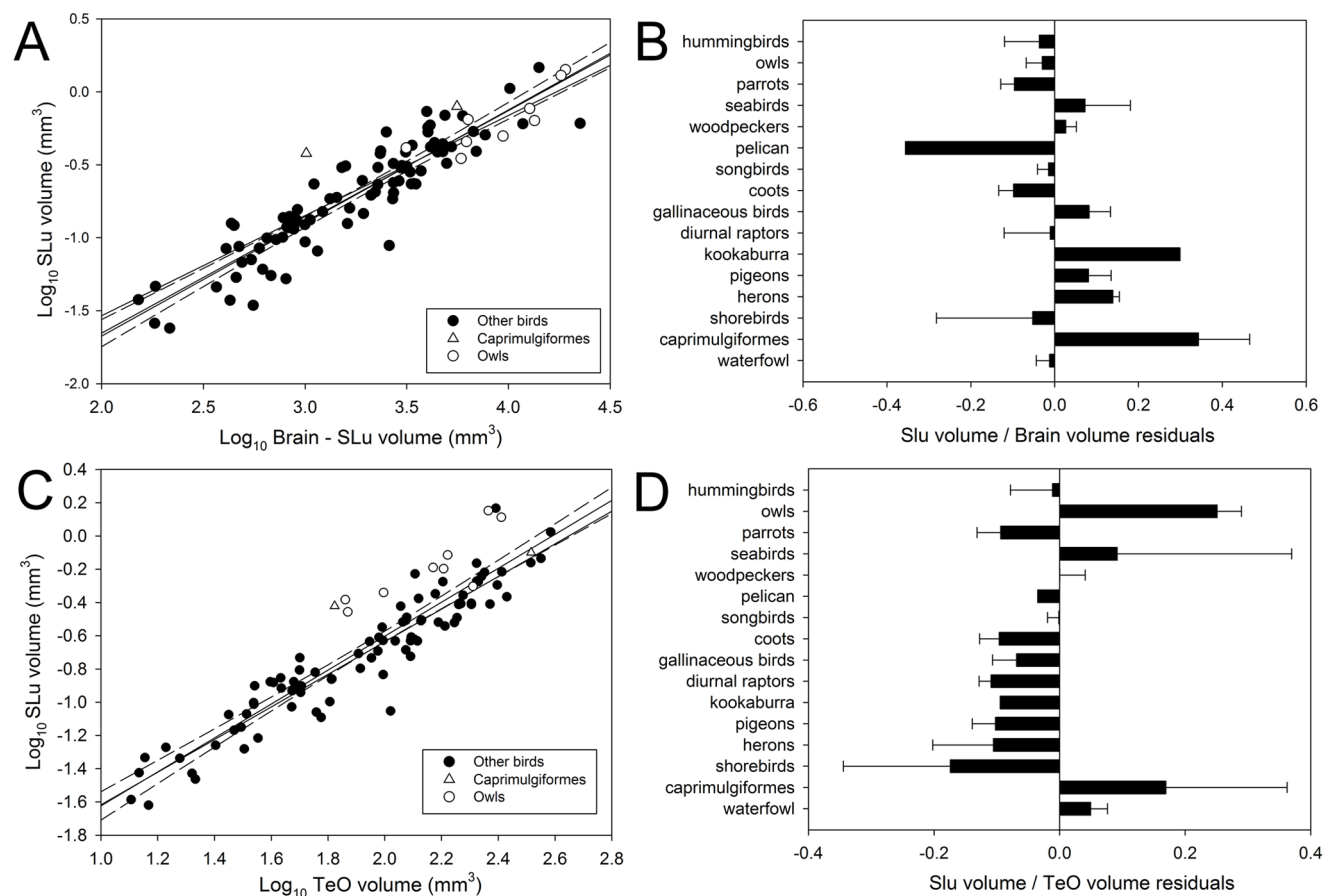 A
Log10 SLu volume (mm3)
0.5
0.0
-0.5
-1.0
-1.5
-2.0
2.0 2.5 3.0 3.5 4.0 4.5
Log10 Brain - SLu volume (mm3)
Other birds
Caprimulgiformes
Owls
B
hummingbirds
owls
parrots
seabirds
woodpeckers
pelican
songbirds
coots
gallinaceous birds
diurnal raptors
kookaburra
pigeons
herons
shorebirds
caprimulgiformes
waterfowl
-0.6 -0.4 -0.2 0.0 0.2 0.4 0.6
Slu volume / Brain volume residuals
C
Log10 SLu volume (mm3)
0.4
0.2
0.0
-0.2
-0.4
-0.6
-0.8
-1.0
-1.2
-1.4
-1.6
-1.8
1.0 1.2 1.4 1.6 1.8 2.0 2.2 2.4 2.6 2.8
Log10 TeO volume (mm3)
Other birds
Caprimulgiformes
Owls
D
hummingbirds
owls
parrots
seabirds
woodpeckers
pelican
songbirds
coots
gallinaceous birds
diurnal raptors
kookaburra
pigeons
herons
shorebirds
caprimulgiformes
waterfowl
-0.4 -0.2 0.0 0.2 0.4
Slu volume / TeO volume residuals